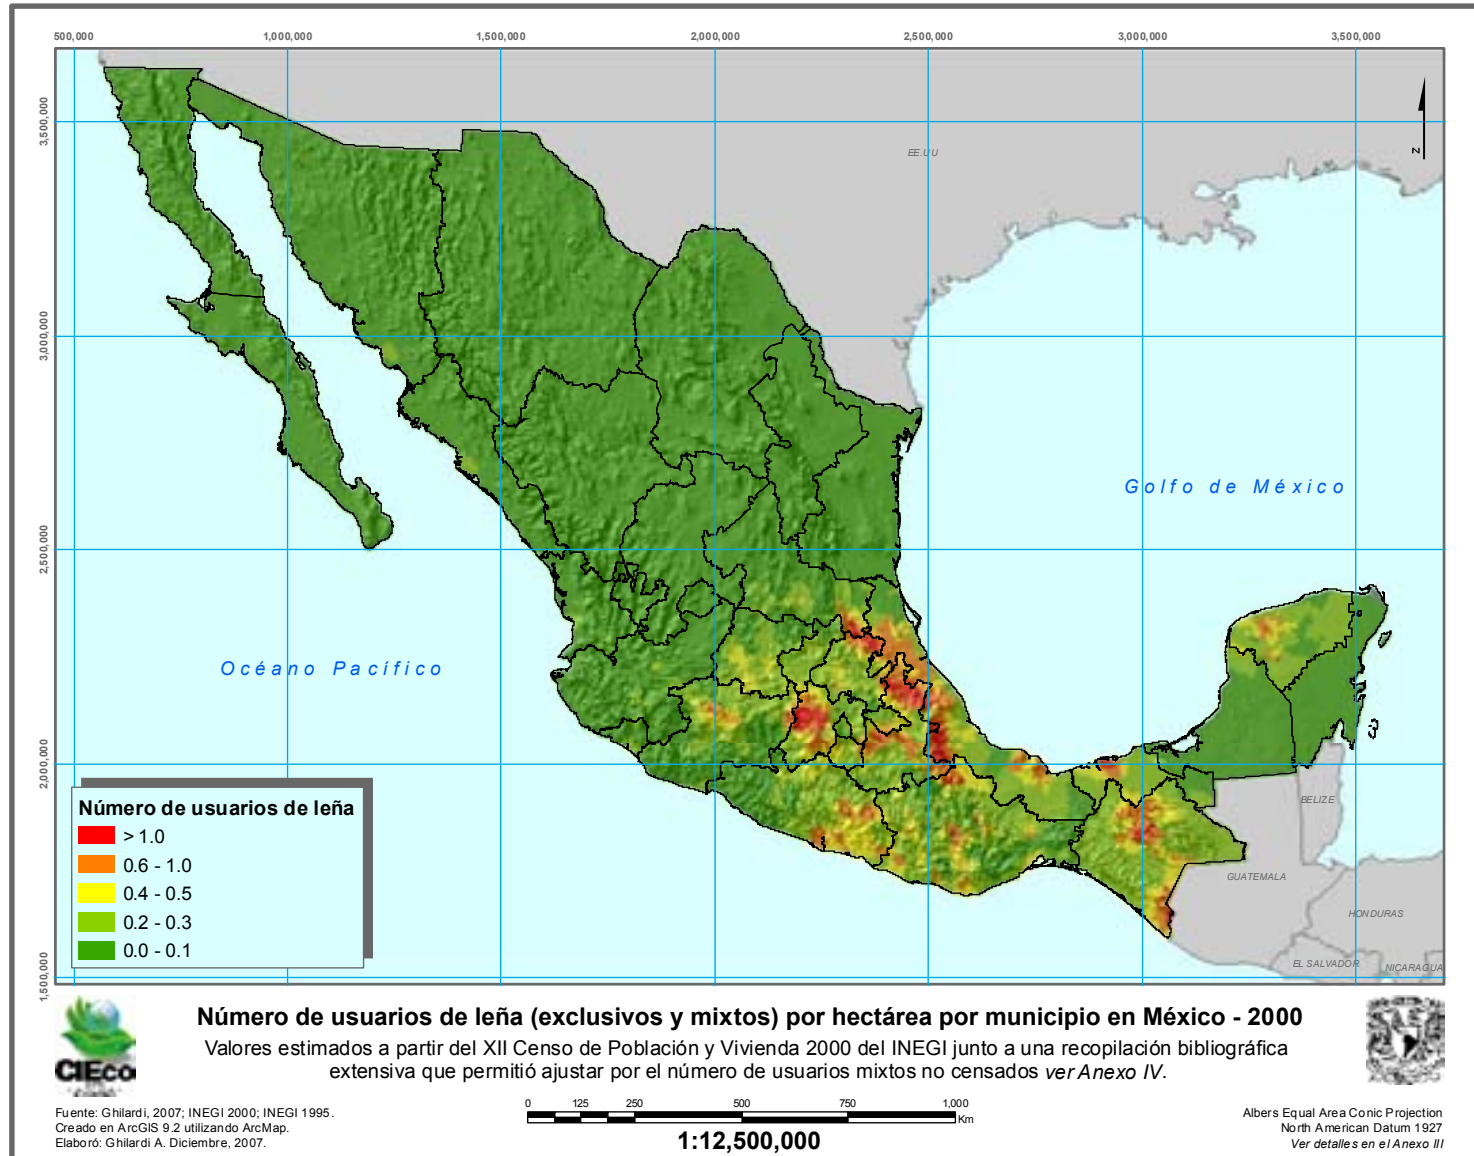 500,000 1,000,000 1,500,000 2,000,000 2,500,000 3,000,000 3,500,000
3,500,000
3,000,000
2,500,000
2,000,000
1,500,000
EE.UU
N
Golfo de México
Océano Pacífico
BELIZE
GUATEMALA
HONDURAS
EL SALVADOR
NICARAGUA
Número de usuarios de leña
> 1.0
0.6 - 1.0
0.4 - 0.5
0.2 - 0.3
0.0 - 0.1
CIEco
Número de usuarios de leña (exclusivos y mixtos) por hectárea por municipio en México - 2000
Valores estimados a partir del XII Censo de Población y Vivienda 2000 del INEGI junto a una recopilación bibliográfica
extensiva que permitió ajustar por el número de usuarios mixtos no censados ver Anexo IV.
Fuente: Ghilardi, 2007; INEGI 2000; INEGI 1995.
Creado en ArcGIS 9.2 utilizando ArcMap.
Elaboró: Ghilardi A. Diciembre, 2007.
0 125 250 500 750 1,000
Km
1:12,500,000
Albers Equal Area Conic Projection
North American Datum 1927
Ver detalles en el Anexo III